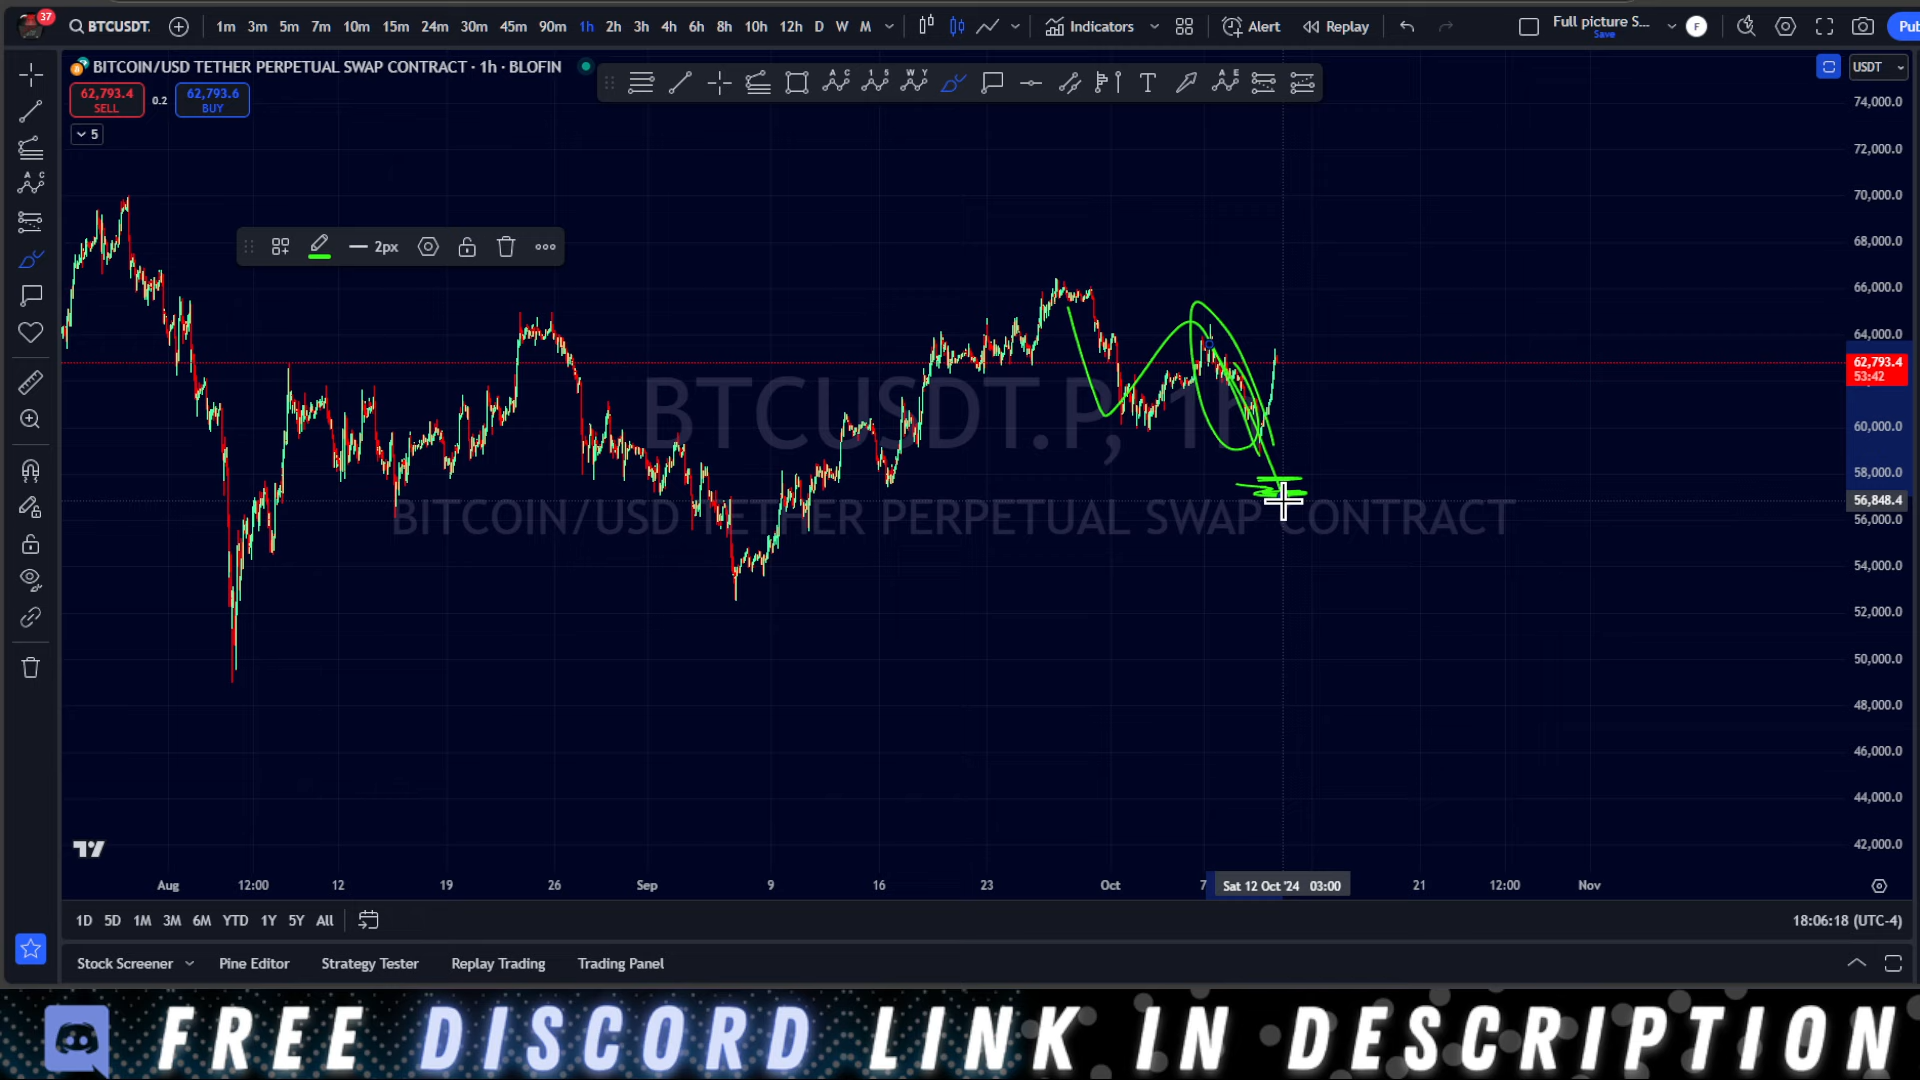 37 BTCUSDT. 1m 3m 5m 7m 10m 15m 24m 30m 45m 90m 1h 2h 3h 4h 6h 8h 10h 12h D W M Indicators Alert Replay Full picture S... Save F Pub
BITCOIN/USD TETHER PERPETUAL SWAP CONTRACT · 1h · BLOFIN
A C 1 5 W Y T A E
USDT
62,793.4 SELL 0.2 62,793.6 BUY
5
A C
2px
74,000.0
72,000.0
70,000.0
68,000.0
66,000.0
64,000.0
62,793.4
53:42
60,000.0
58,000.0
56,848.4
56,000.0
54,000.0
52,000.0
50,000.0
48,000.0
46,000.0
44,000.0
42,000.0
BTCUSDT.P, 1h
BITCOIN/USD TETHER PERPETUAL SWAP CONTRACT
Aug 12:00 12 19 26 Sep 9 16 23 Oct 7 Sat 12 Oct '24 03:00 21 12:00 Nov
1D 5D 1M 3M 6M YTD 1Y 5Y All 18:06:18 (UTC-4)
Stock Screener Pine Editor Strategy Tester Replay Trading Trading Panel
FREE DISCORD LINK IN DESCRIPTION